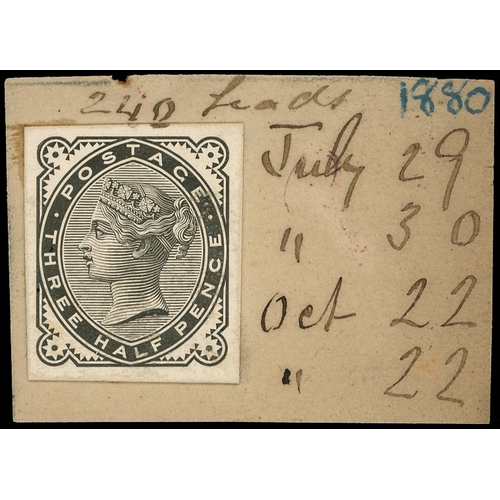 240 Leads 1880
POSTAGE
THREE HALF PENCE
July 29
" 30
Oct 22
" 22